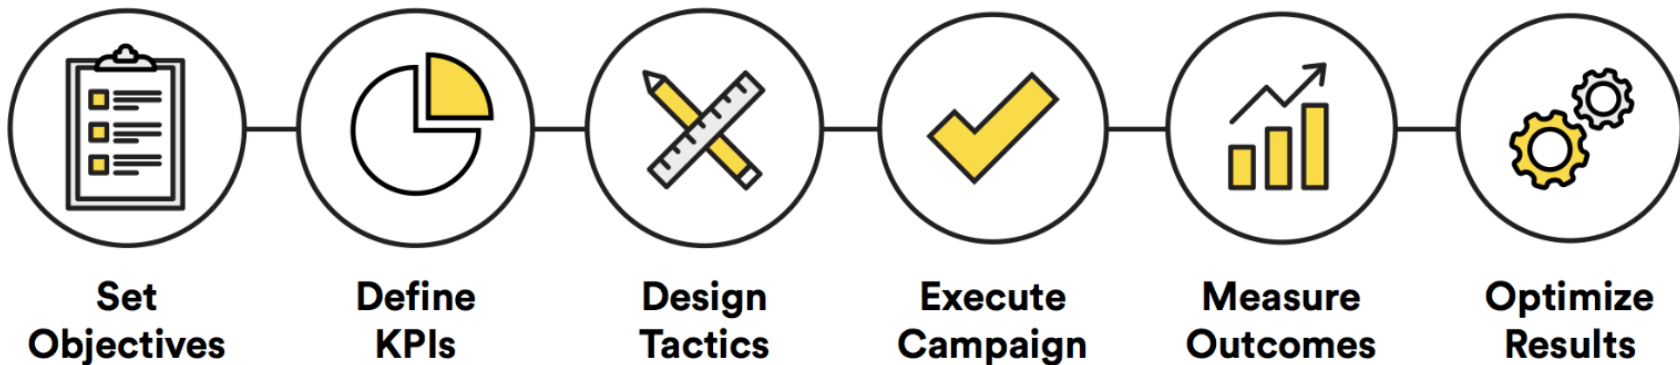 Set
Objectives
Define
KPIs
Design
Tactics
Execute
Campaign
Measure
Outcomes
Optimize
Results